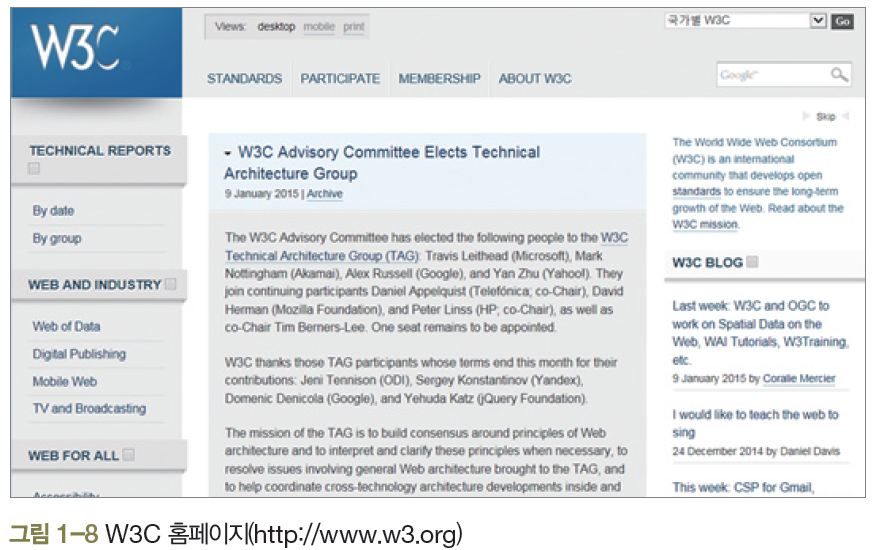 W3C
Views: desktop mobile print
국가별 W3C
Go
STANDARDS PARTICIPATE MEMBERSHIP ABOUT W3C
Google™
Skip
TECHNICAL REPORTS
By date
By group
WEB AND INDUSTRY
Web of Data
Digital Publishing
Mobile Web
TV and Broadcasting
WEB FOR ALL
Accessibility
W3C Advisory Committee Elects Technical
Architecture Group
9 January 2015 | Archive
The W3C Advisory Committee has elected the following people to the W3C
Technical Architecture Group (TAG): Travis Leithead (Microsoft), Mark
Nottingham (Akamai), Alex Russell (Google), and Yan Zhu (Yahoo!). They
join continuing participants Daniel Appelquist (Telefónica; co-Chair), David
Herman (Mozilla Foundation), and Peter Linss (HP; co-Chair), as well as
co-Chair Tim Berners-Lee. One seat remains to be appointed.
W3C thanks those TAG participants whose terms end this month for their
contributions: Jeni Tennison (ODI), Sergey Konstantinov (Yandex),
Domenic Denicola (Google), and Yehuda Katz (jQuery Foundation).
The mission of the TAG is to build consensus around principles of Web
architecture and to interpret and clarify these principles when necessary, to
resolve issues involving general Web architecture brought to the TAG, and
to help coordinate cross-technology architecture developments inside and
The World Wide Web Consortium
(W3C) is an international
community that develops open
standards to ensure the long-term
growth of the Web. Read about the
W3C mission.
W3C BLOG
Last week: W3C and OGC to
work on Spatial Data on the
Web, WAI Tutorials, W3Training,
etc.
9 January 2015 by Coralie Mercier
I would like to teach the web to
sing
24 December 2014 by Daniel Davis
This week: CSP for Gmail,
그림 1-8 W3C 홈페이지(http://www.w3.org)